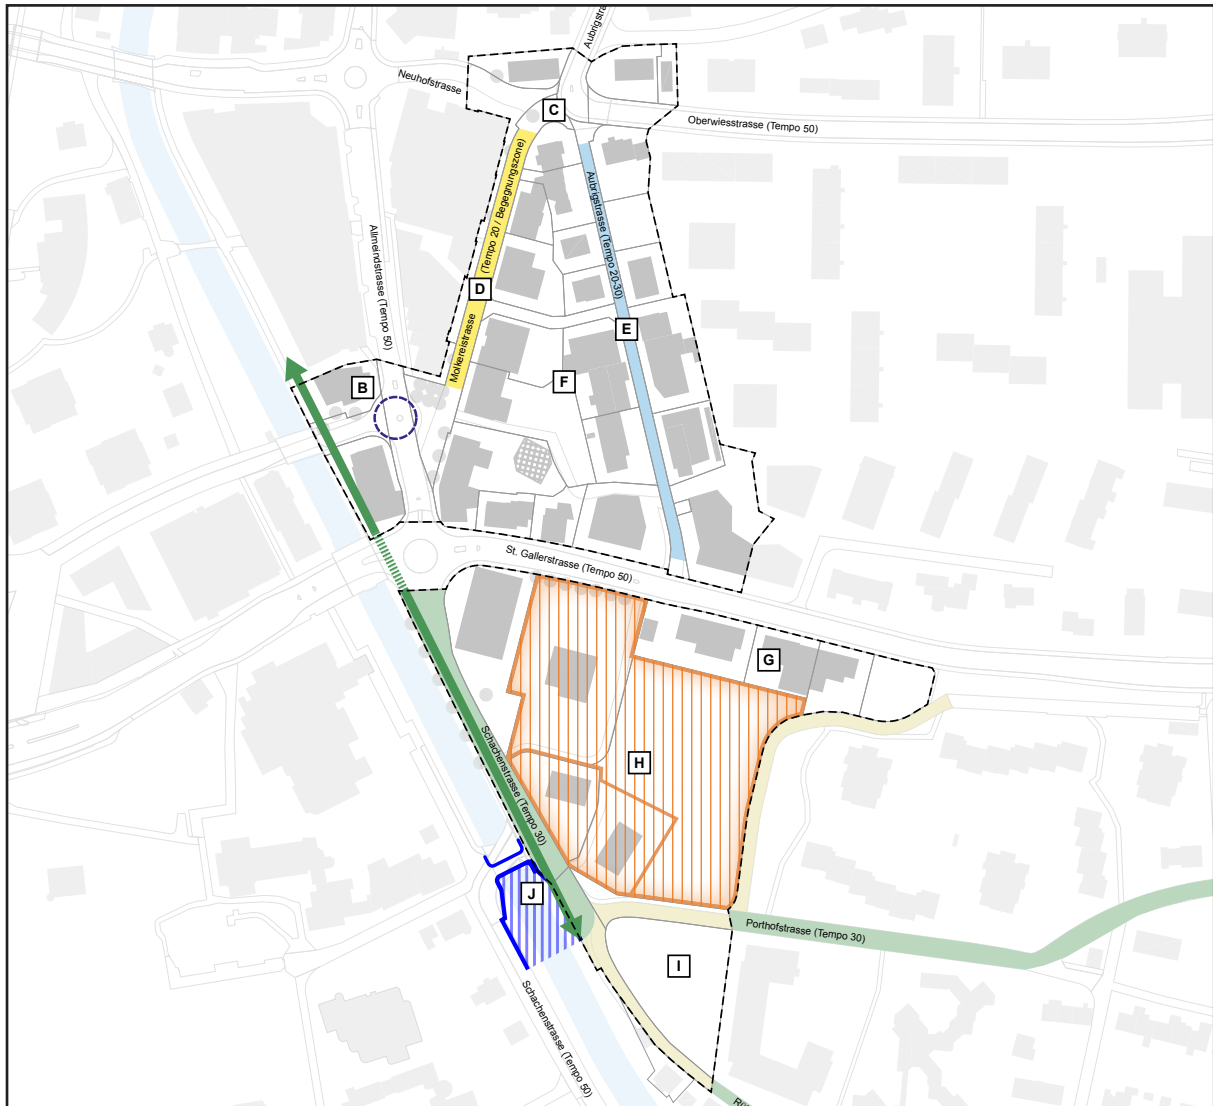 Aubrigstra
Neuhofstrasse
C
Oberwiesstrasse (Tempo 50)
(Tempo 20 / Begegnungszone)
Aubrigstrasse (Tempo 20-30)
Allmeindstrasse (Tempo 50)
D
E
Molkereistrasse
B
F
St. Gallerstrasse (Tempo 50)
G
Schachenstrasse (Tempo 30)
H
J
Porthofstrasse (Tempo 30)
I
Schachenstrasse (Tempo 50)